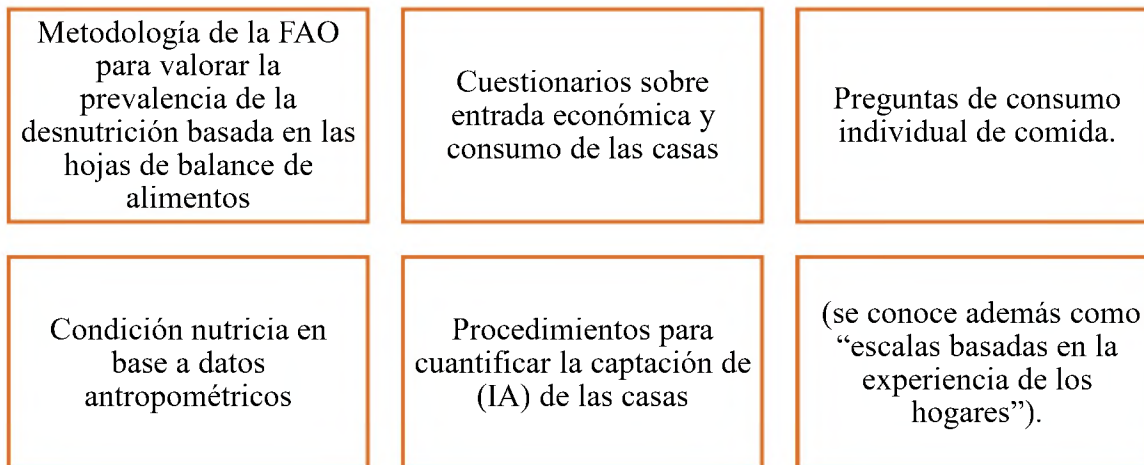 Metodología de la FAO
para valorar la
prevalencia de la
desnutrición basada en las
hojas de balance de
alimentos
Cuestionarios sobre
entrada económica y
consumo de las casas
Preguntas de consumo
individual de comida.
Condición nutricia en
base a datos
antropométricos
Procedimientos para
cuantificar la captación de
(IA) de las casas
(se conoce además como
“escalas basadas en la
experiencia de los
hogares”).